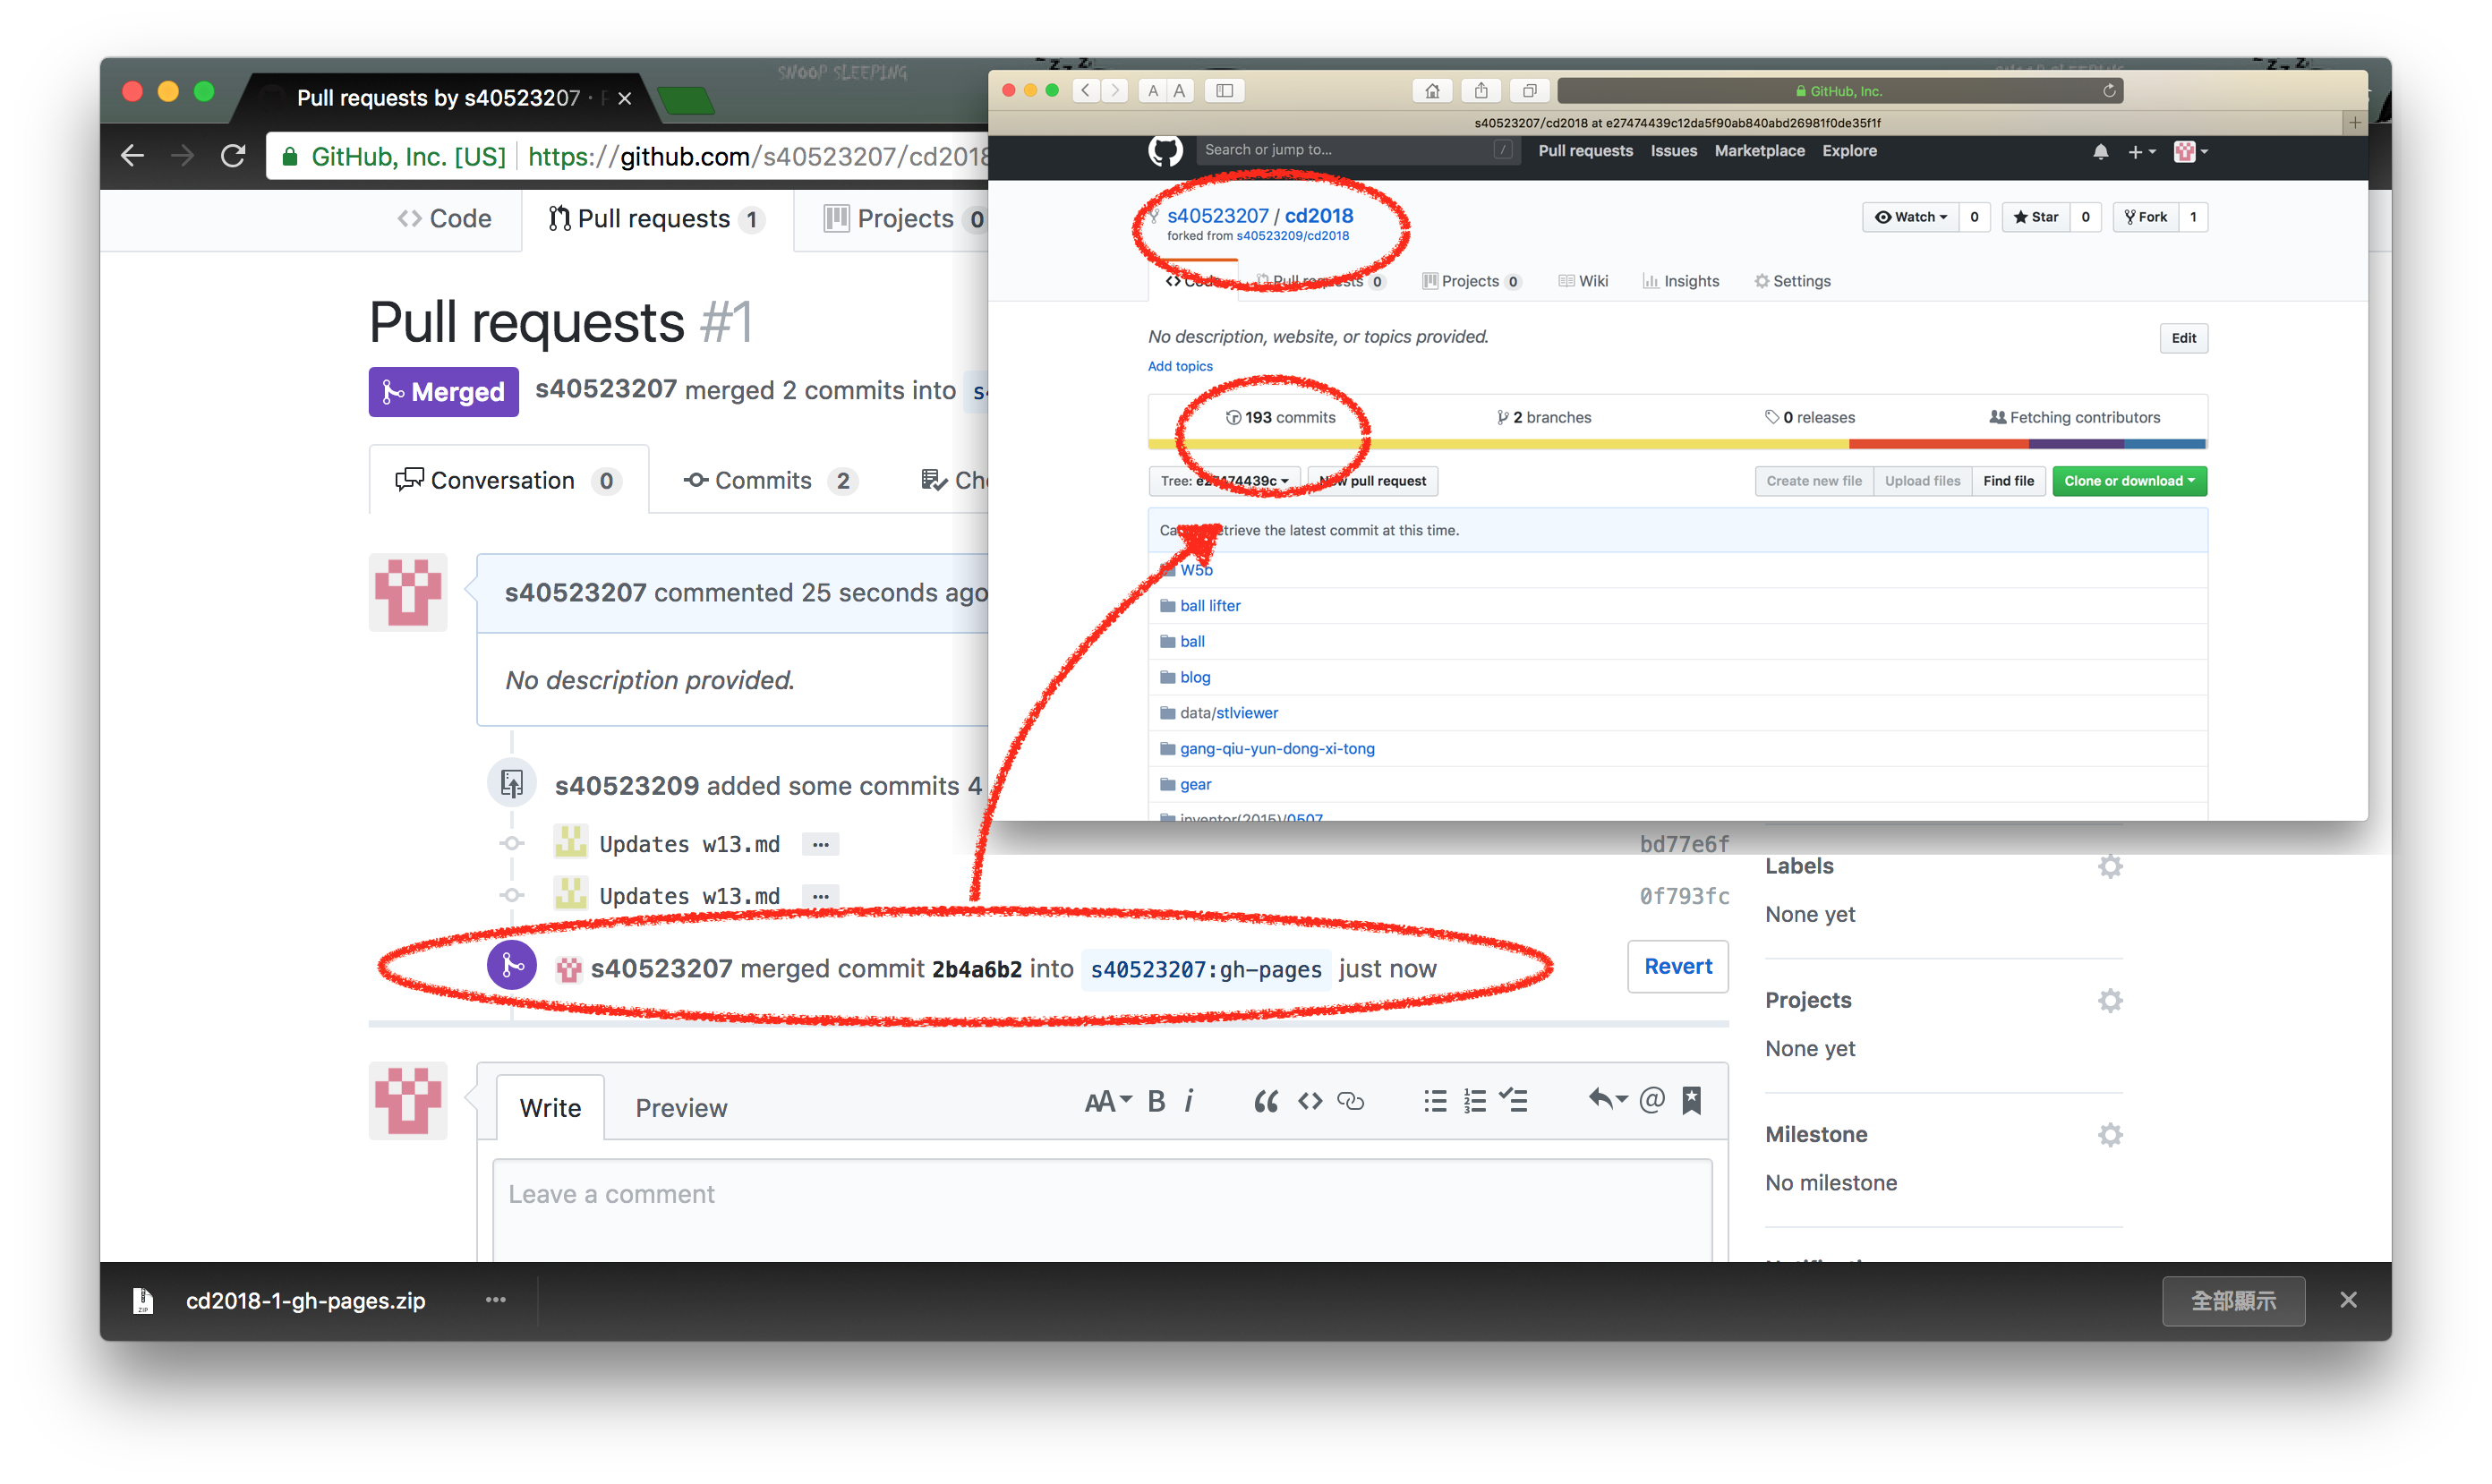 SNOOP SLEEPING
Pull requests by s40523207 ·
GitHub, Inc. [US] https://github.com/s40523207/cd2018
Code
Pull requests 1
Projects 0
Pull requests #1
Merged s40523207 merged 2 commits into
Conversation 0
Commits 2
s40523207 commented 25 seconds ago
No description provided.
s40523209 added some commits 4
Updates w13.md ... bd77e6f
Updates w13.md ... 0f793fc
s40523207 merged commit 2b4a6b2 into s40523207:gh-pages just now
Revert
Write
Preview
AA B i
Leave a comment
Labels
None yet
Projects
None yet
Milestone
No milestone
cd2018-1-gh-pages.zip
全部顯示
A A
GitHub, Inc.
s40523207/cd2018 at e27474439c12da5f90ab840abd26981f0de35f1f
Search or jump to... /
Pull requests Issues Marketplace Explore
s40523207 / cd2018
forked from s40523209/cd2018
Watch 0 Star 0 Fork 1
Code Pull requests 0 Projects 0 Wiki Insights Settings
No description, website, or topics provided.
Edit
Add topics
193 commits 2 branches 0 releases Fetching contributors
Tree: e27474439c New pull request Create new file Upload files Find file Clone or download
the latest commit at this time.
W5b
ball lifter
ball
blog
data/stlviewer
gang-qiu-yun-dong-xi-tong
gear
inventor(2015)/0507